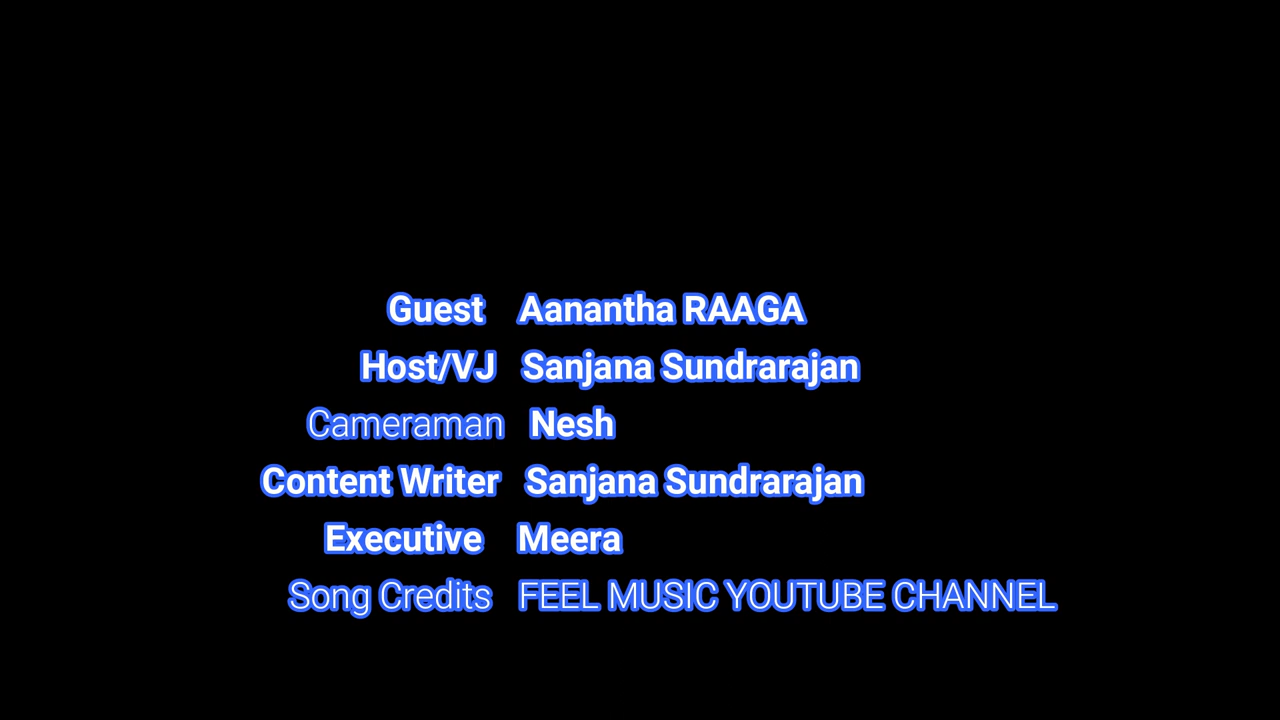 Guest Aanantha RAAGA
Host/VJ Sanjana Sundrarajan
Cameraman Nesh
Content Writer Sanjana Sundrarajan
Executive Meera
Song Credits FEEL MUSIC YOUTUBE CHANNEL